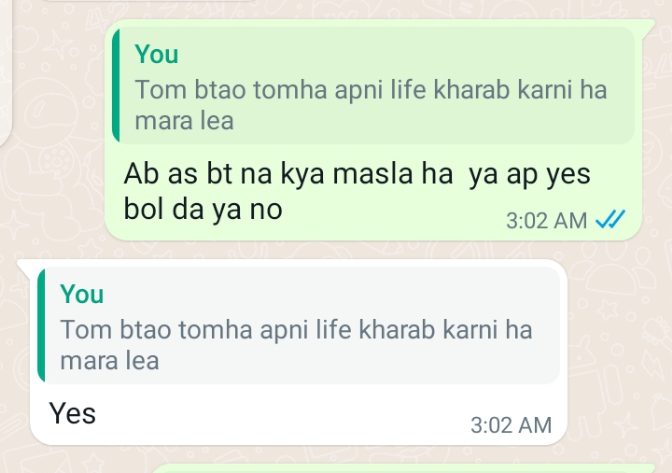 You
Tom btao tomha apni life kharab karni ha
mara lea
Ab as bt na kya masla ha  ya ap yes
bol da ya no
3:02 AM
You
Tom btao tomha apni life kharab karni ha
mara lea
Yes
3:02 AM